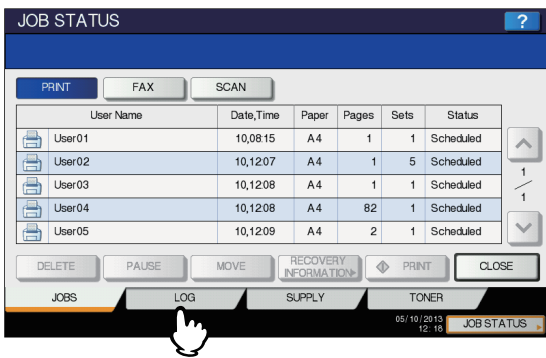 JOB STATUS ?
PRINT FAX SCAN
User Name Date,Time Paper Pages Sets Status
User01 10,08:15 A4 1 1 Scheduled
User02 10,12:07 A4 1 5 Scheduled
User03 10,12:08 A4 1 1 Scheduled
User04 10,12:08 A4 82 1 Scheduled
User05 10,12:09 A4 2 1 Scheduled
1
1
DELETE PAUSE MOVE RECOVERY INFORMATION PRINT CLOSE
JOBS LOG SUPPLY TONER
05/10/2013
12:18 JOB STATUS